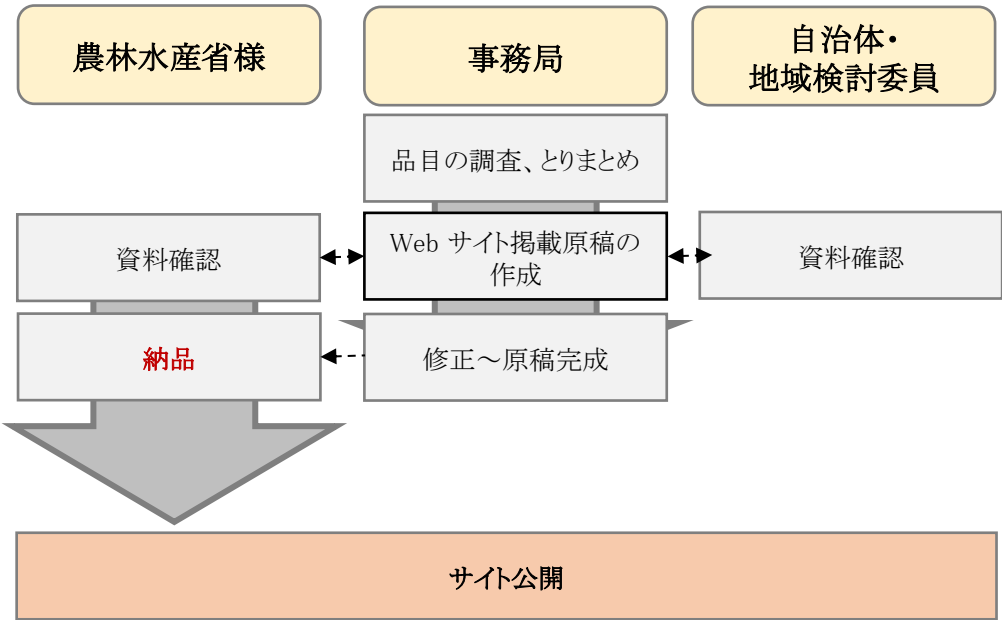 農林水産省様
事務局
自治体・
地域検討委員
品目の調査、とりまとめ
資料確認
Web サイト掲載原稿の
作成
資料確認
納品
修正～原稿完成
サイト公開